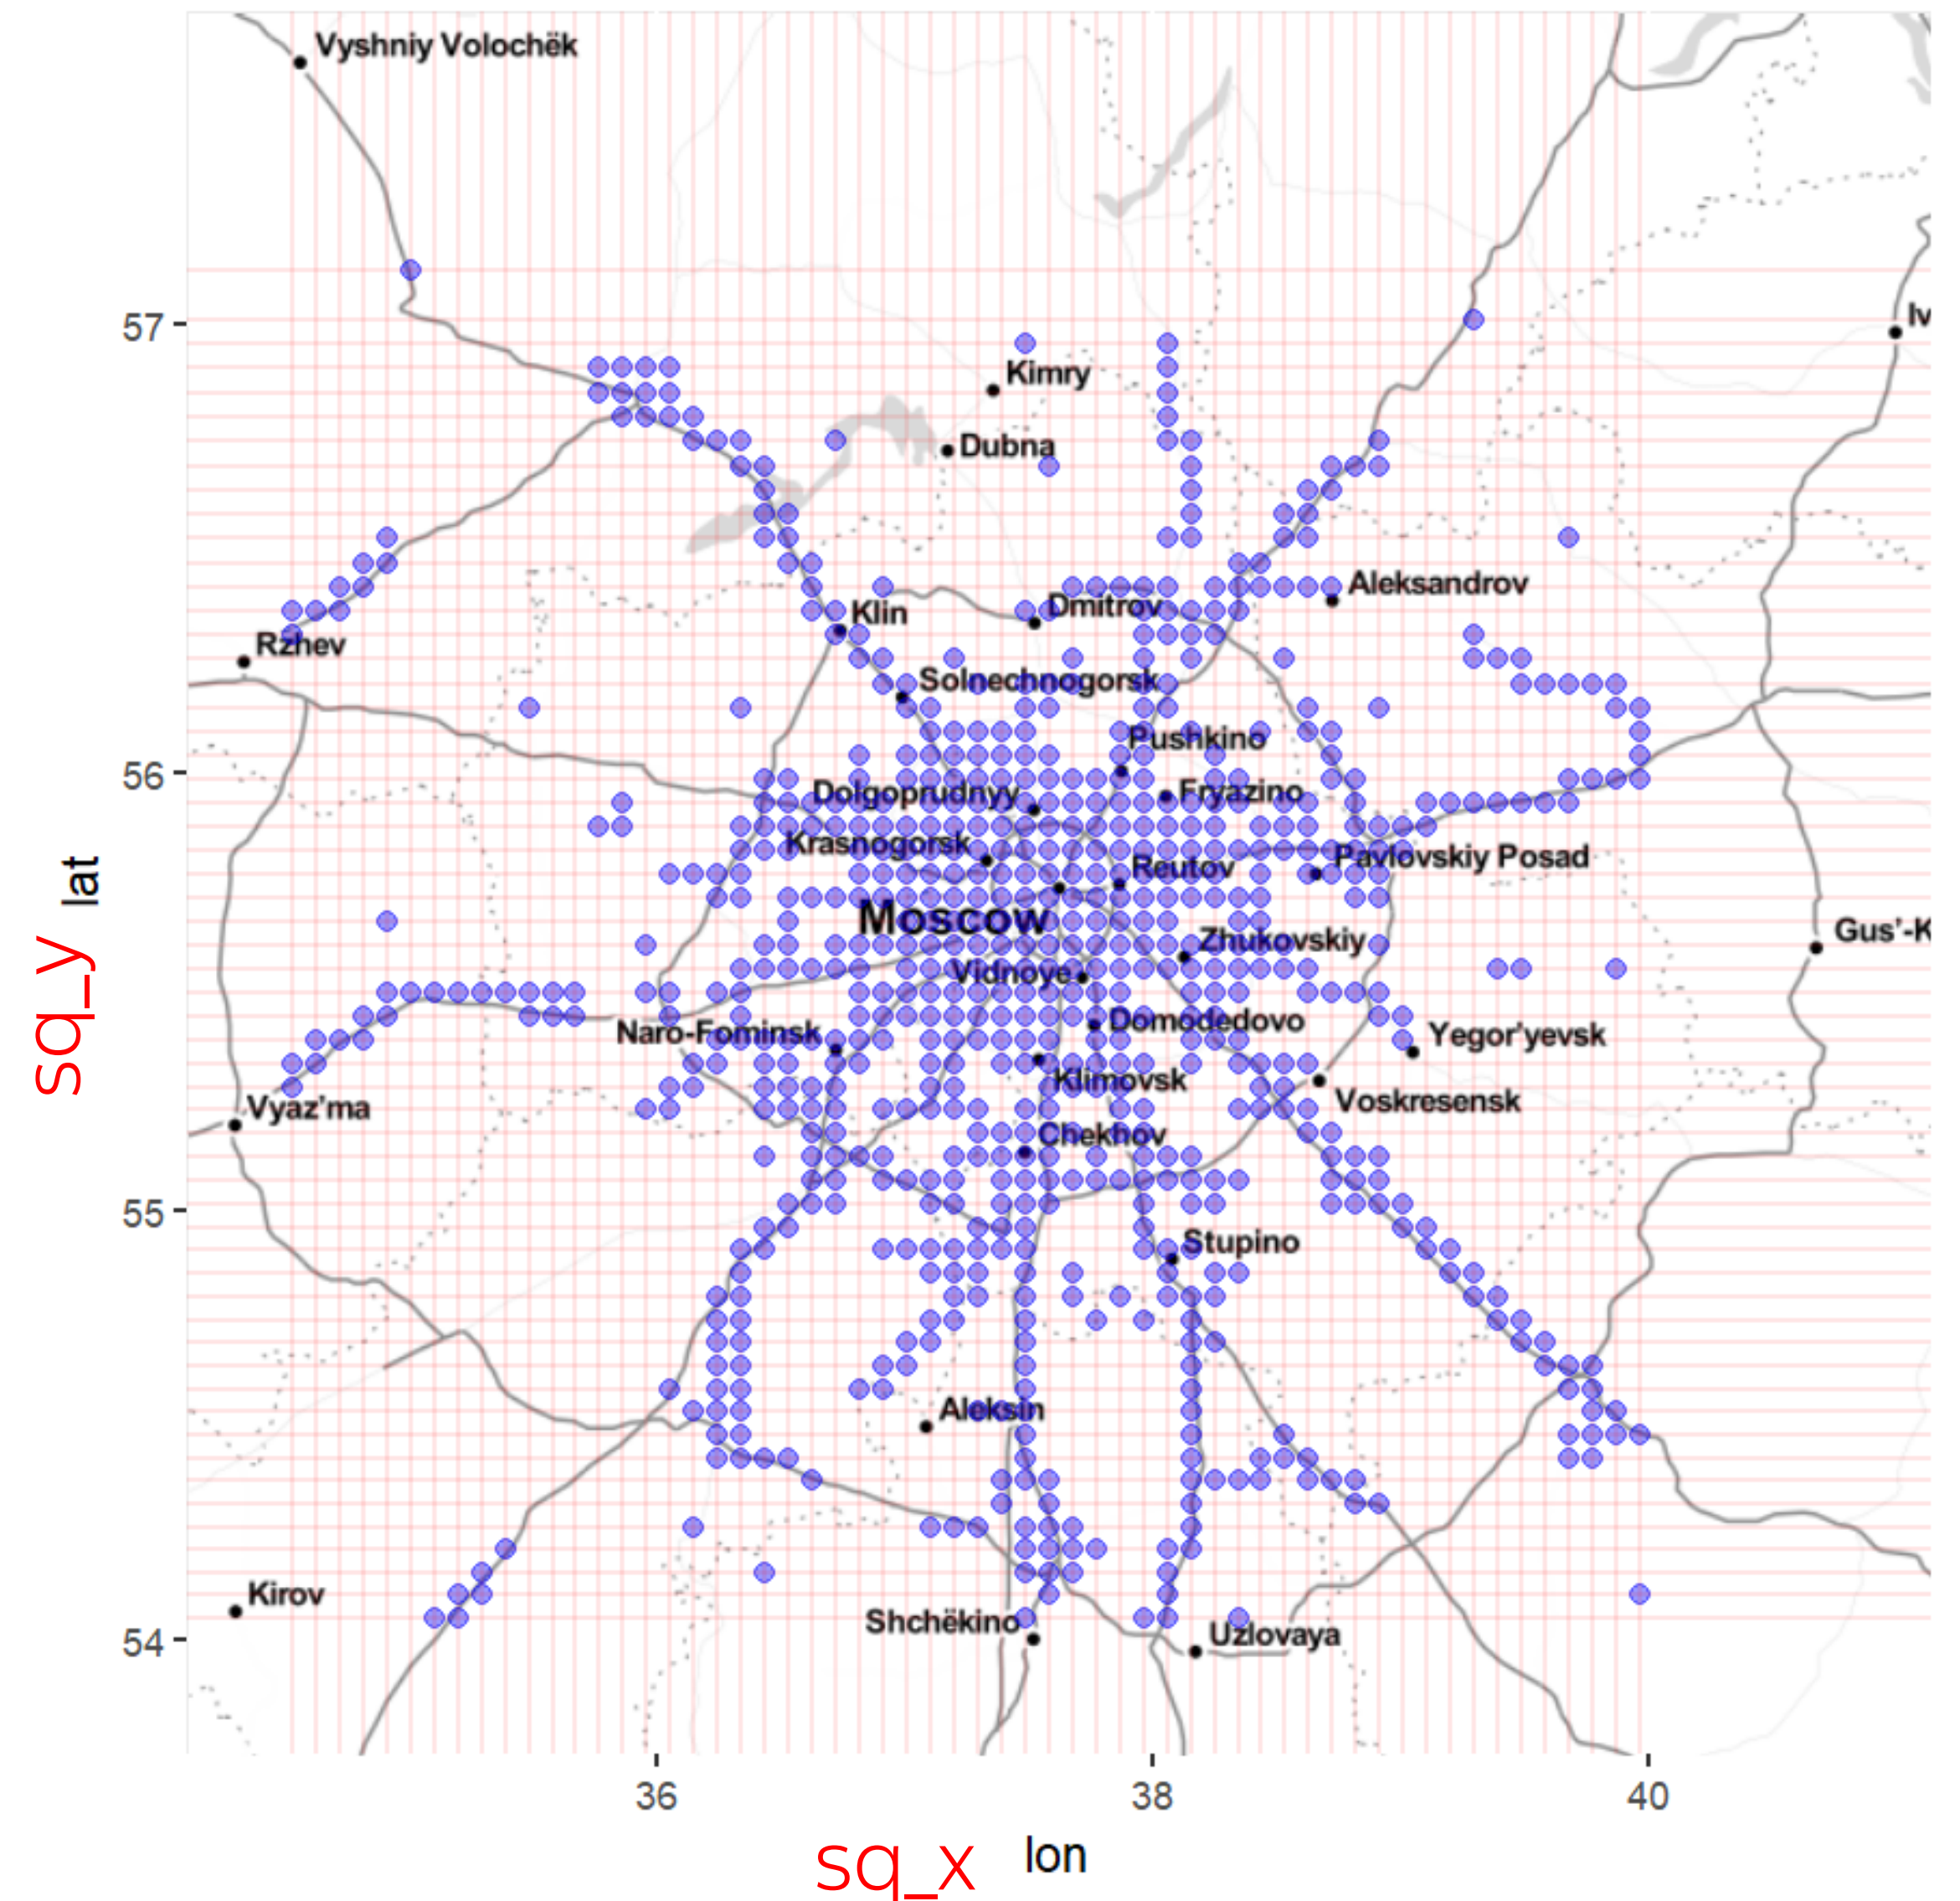 Vyshniy Volochëk
57
Iv
Kimry
Dubna
Aleksandrov
Klin
Dmitrov
Rzhev
Solnechnogorsk
Pushkino
56
Dolgoprudnyy
Fryazino
Krasnogorsk
Pavlovskiy Posad
Reutov
Moscow
Gus'-K
Zhukovskiy
Vidnoye
Naro-Fominsk
Domodedovo
Yegor'yevsk
Klimovsk
Voskresensk
Vyaz'ma
Chekhov
55
Stupino
Aleksin
Kirov
Shchëkino
Uzlovaya
54
36
38
40
sq_y
lat
sq_x
lon